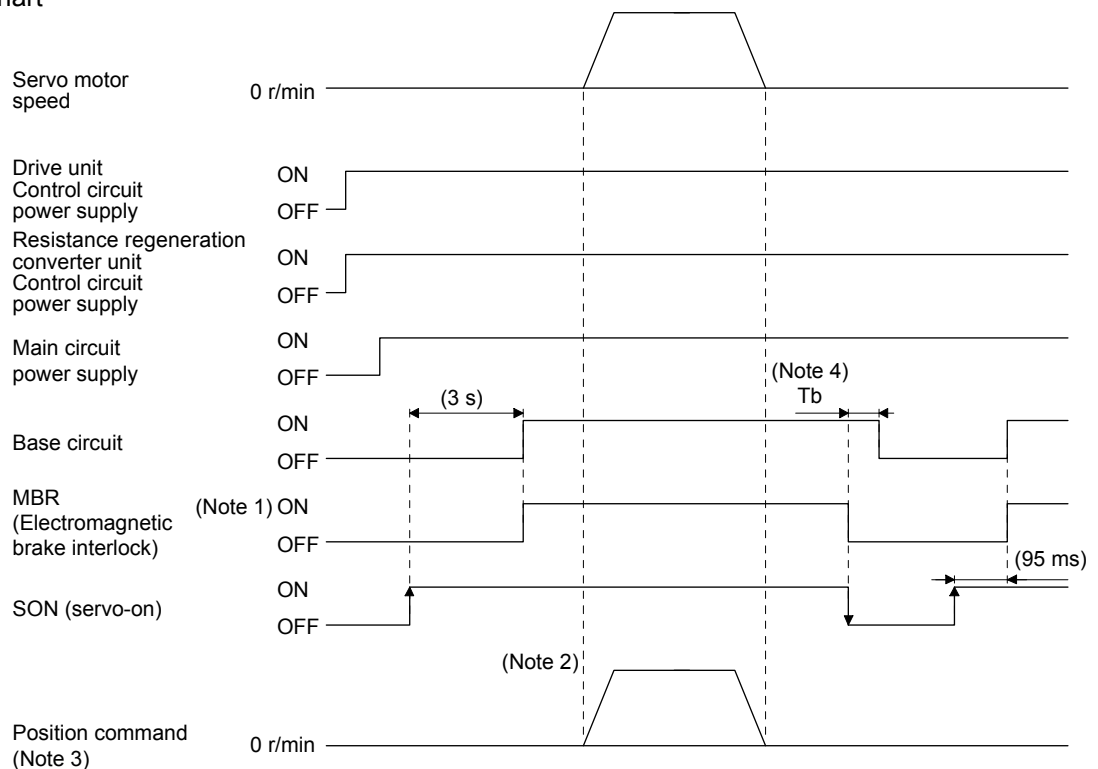 Servo motor
speed
0 r/min
Drive unit
Control circuit
power supply
ON
OFF
Resistance regeneration
converter unit
Control circuit
power supply
ON
OFF
Main circuit
power supply
ON
OFF
(Note 4)
Tb
(3 s)
Base circuit
ON
OFF
MBR
(Electromagnetic
brake interlock)
(Note 1) ON
OFF
(95 ms)
SON (servo-on)
ON
OFF
(Note 2)
Position command
(Note 3)
0 r/min